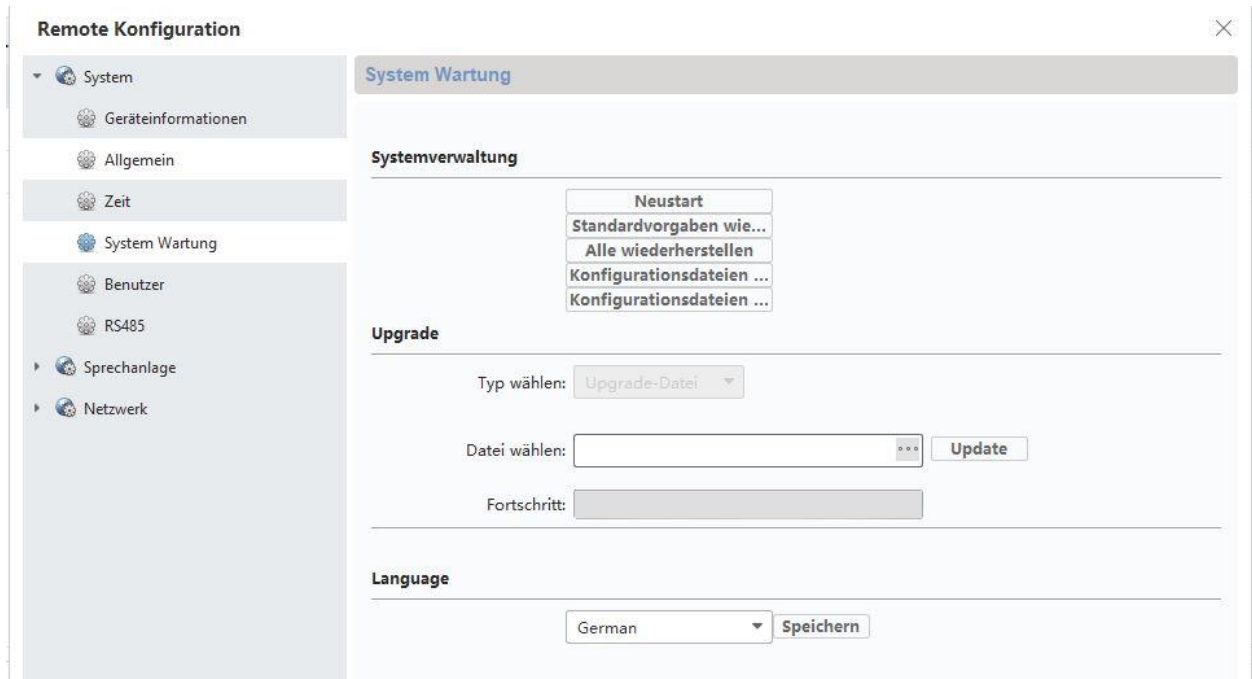 Remote Konfiguration
System
Geräteinformationen
Allgemein
Zeit
System Wartung
Benutzer
RS485
Sprechanlage
Netzwerk
System Wartung
Systemverwaltung
Neustart
Standardvorgaben wie...
Alle wiederherstellen
Konfigurationsdateien ...
Konfigurationsdateien ...
Upgrade
Typ wählen: Upgrade-Datei
Datei wählen: Update
Fortschritt:
Language
German Speichern